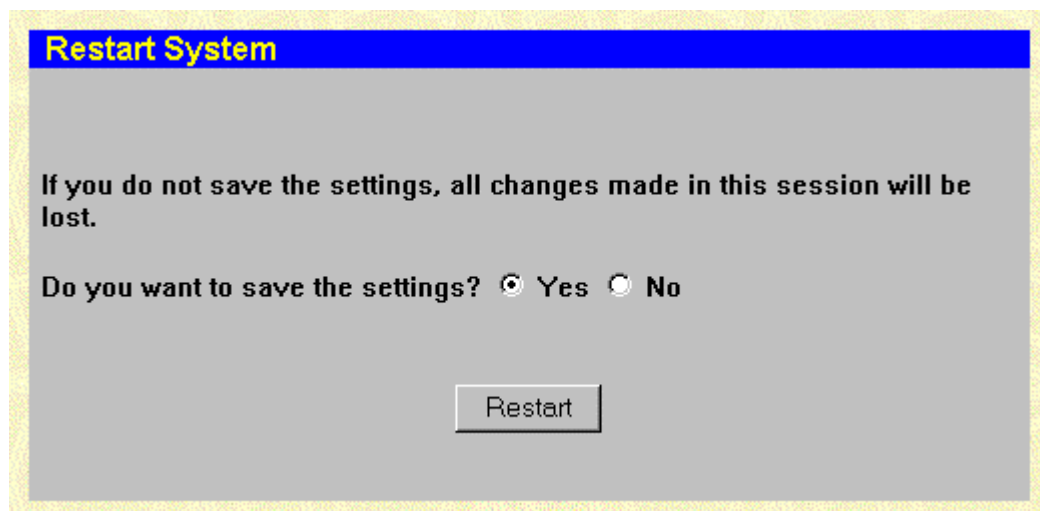 Restart System
If you do not save the settings, all changes made in this session will be
lost.
Do you want to save the settings? Yes No
Restart